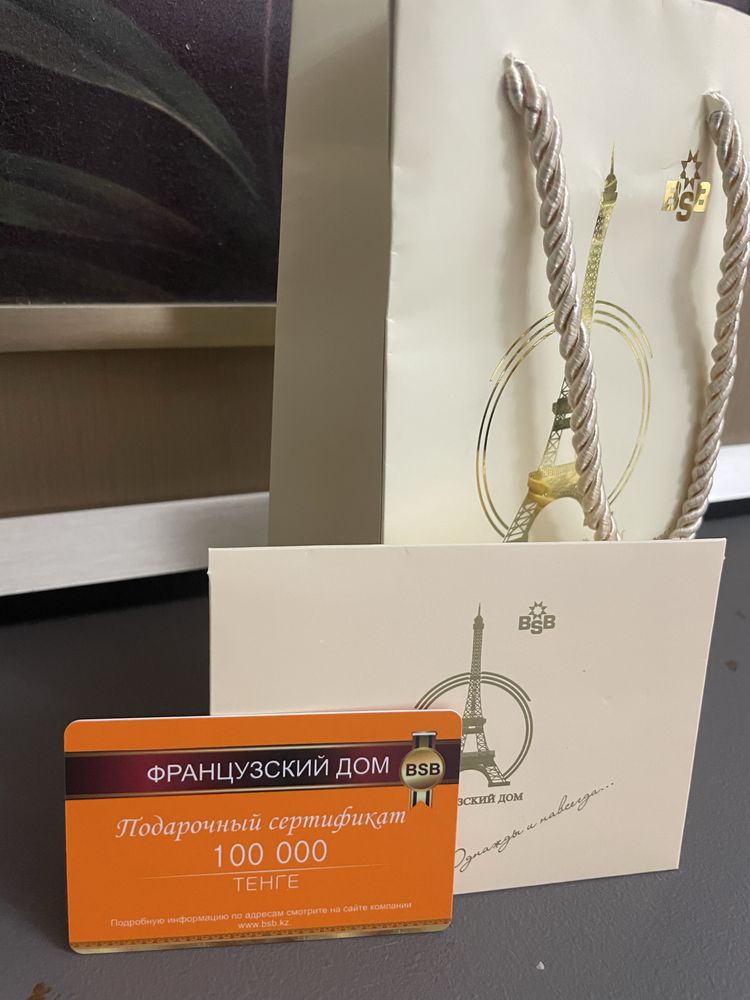 BSB
BSB
ЗСКИЙ ДОМ
Однажды и навсегда...
ФРАНЦУЗСКИЙ ДОМ
BSB
Подарочный сертификат
100 000
ТЕНГЕ
Подробную информацию по адресам смотрите на сайте компании
www.bsb.kz.